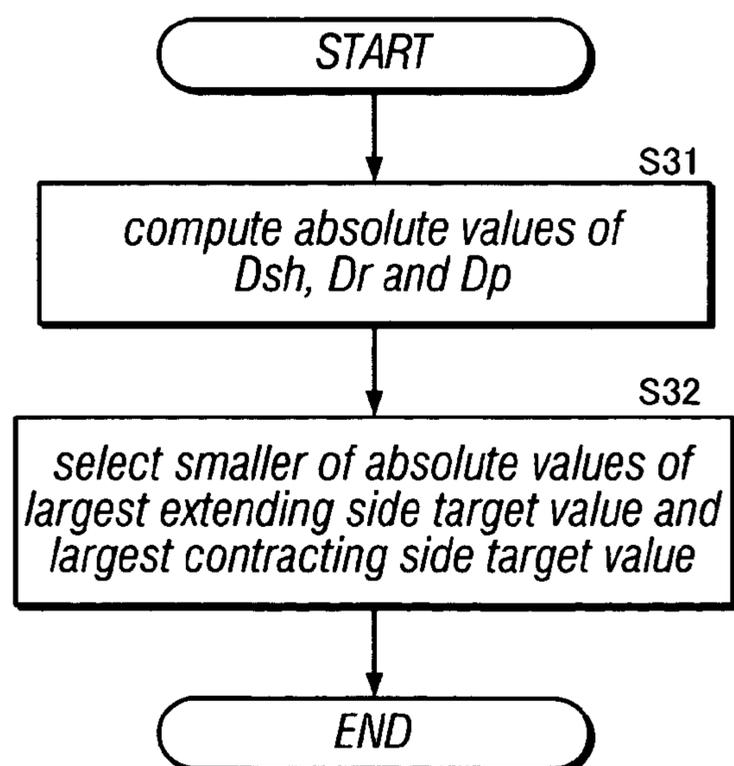 START
S31
compute absolute values of
Dsh, Dr and Dp
S32
select smaller of absolute values of
largest extending side target value and
largest contracting side target value
END